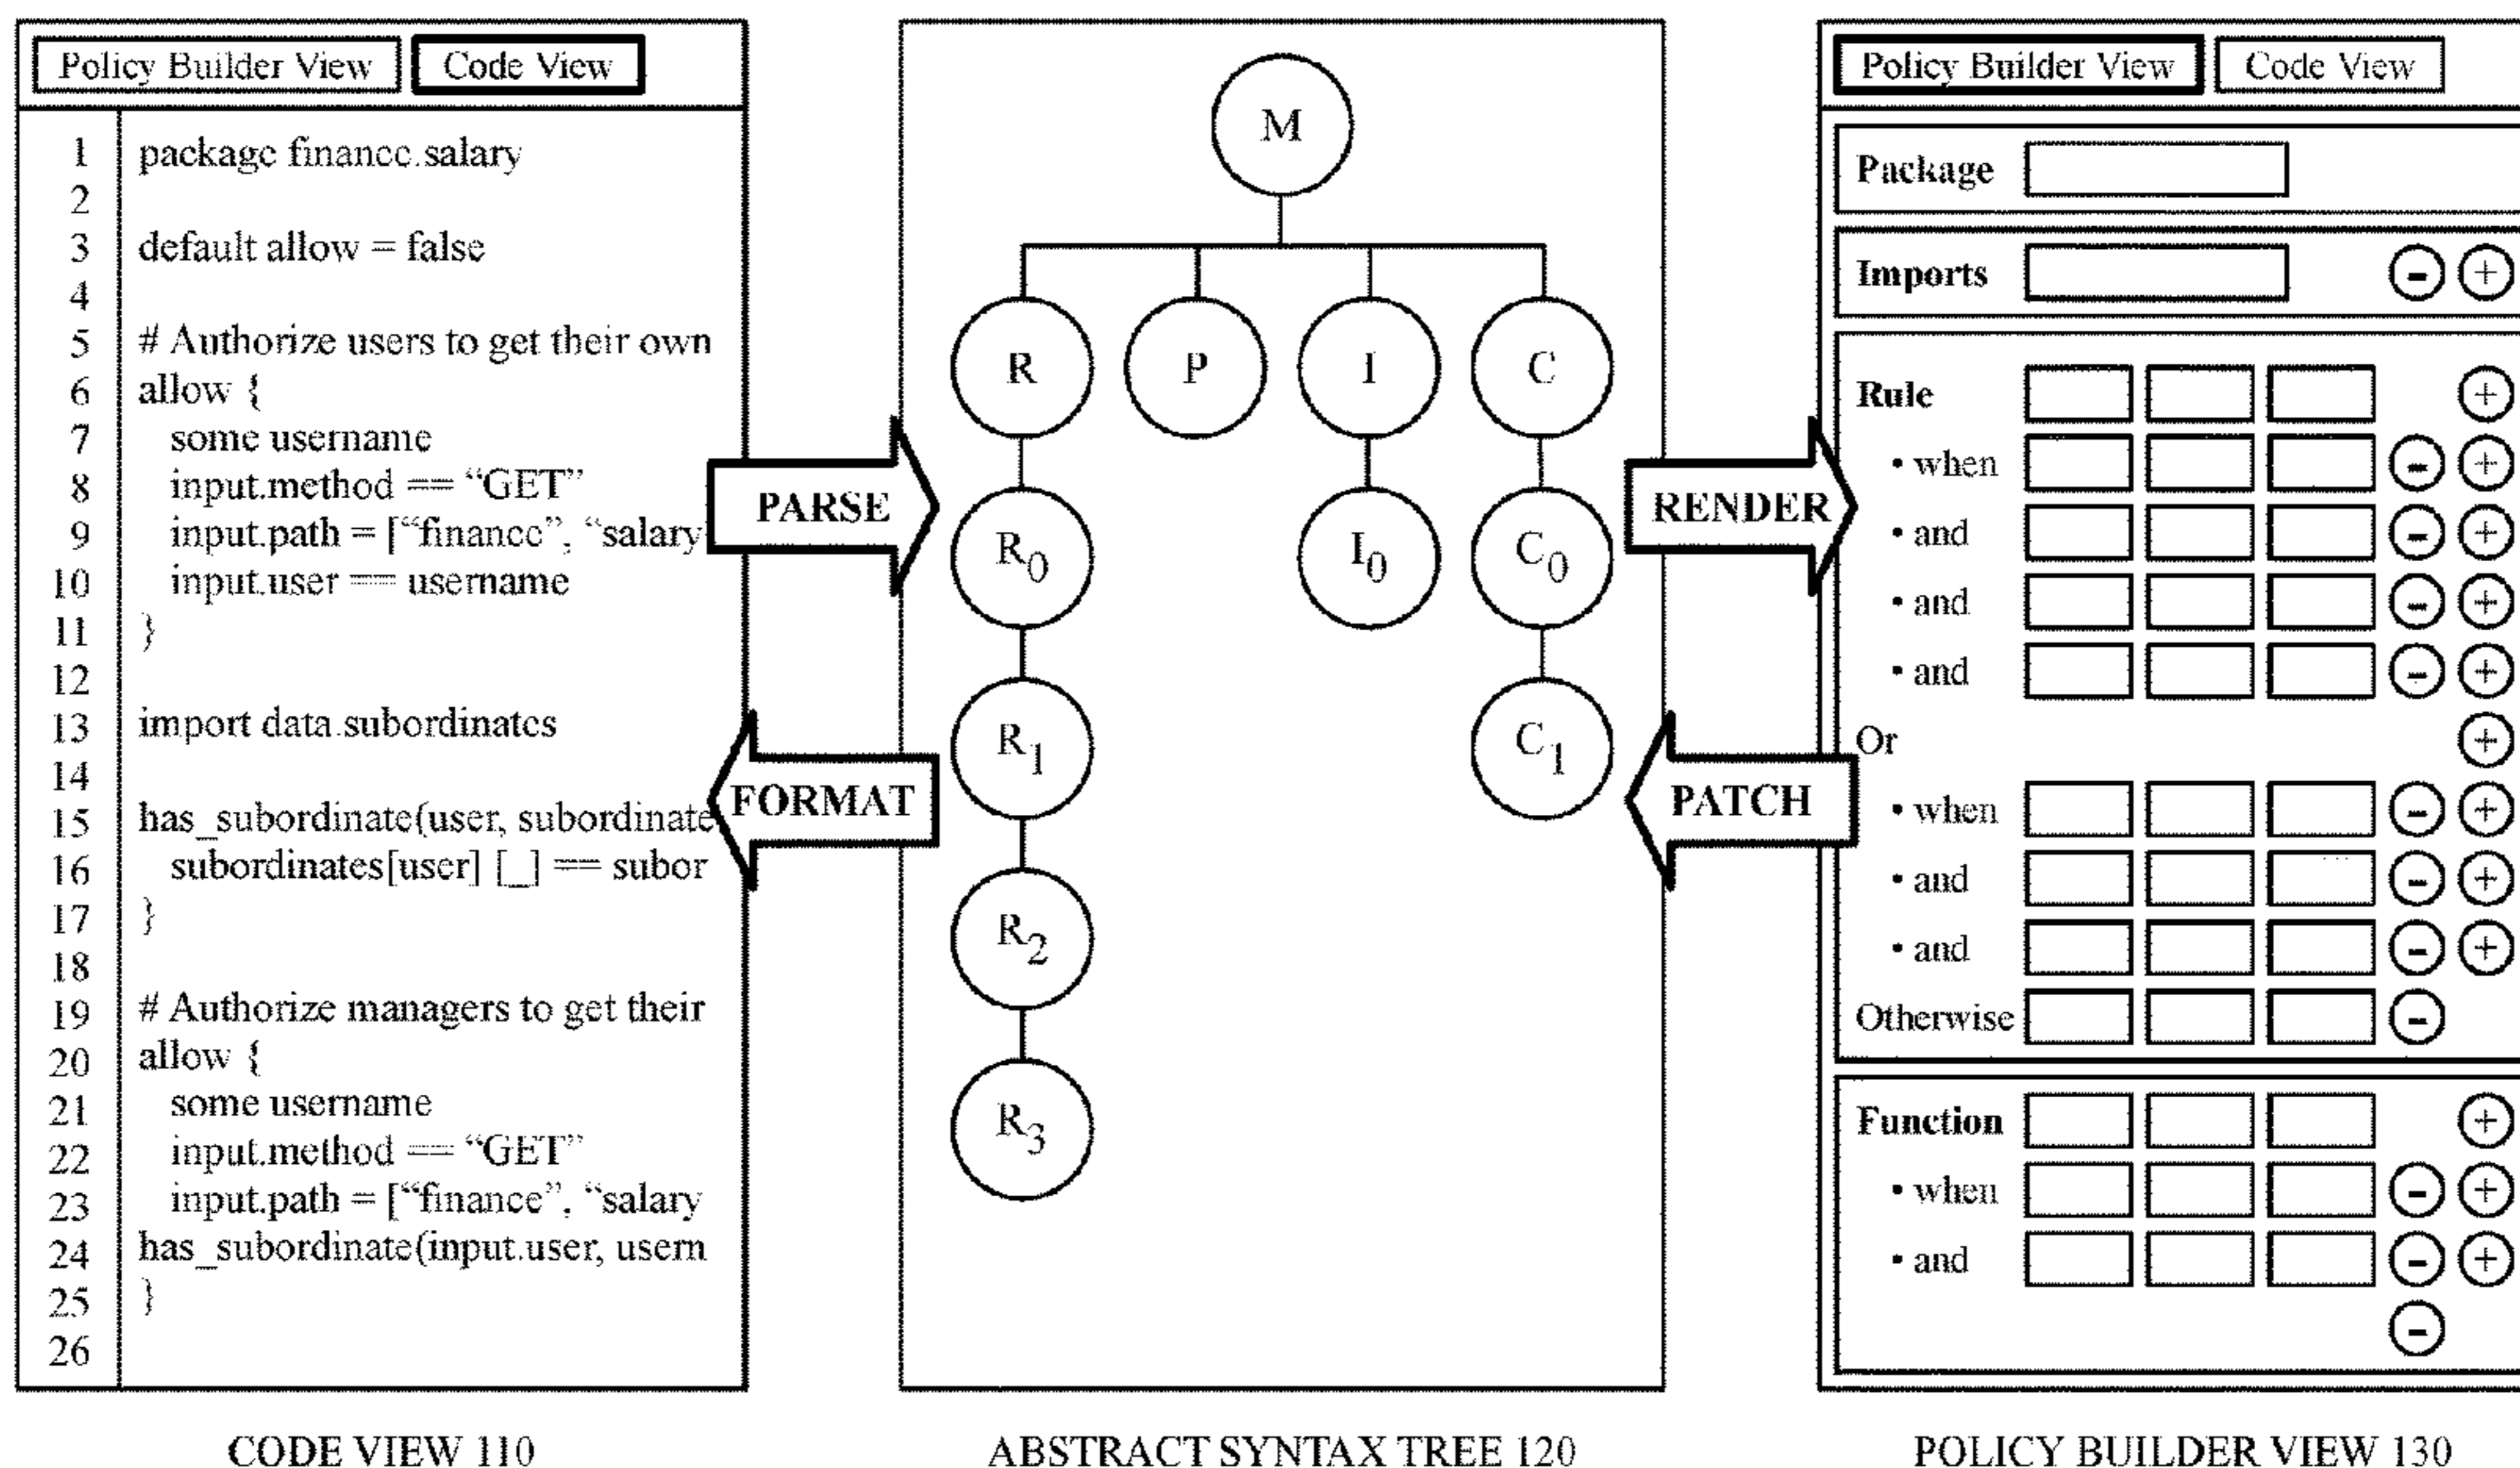 Policy Builder View Code View
1 package finance.salary
2
3 default allow = false
4
5 # Authorize users to get their own
6 allow {
7 some username
8 input.method == “GET”
9 input.path = [“finance”, “salary
10 input.user == username
11 }
12
13 import data.subordinates
14
15 has_subordinate(user, subordinate
16 subordinates[user] [_] == subor
17 }
18
19 # Authorize managers to get their
20 allow {
21 some username
22 input.method == “GET”
23 input.path = [“finance”, “salary
24 has_subordinate(input.user, usern
25 }
26
CODE VIEW 110
PARSE
FORMAT
M
R P I C
R0 I0 C0
R1 C1
R2
R3
ABSTRACT SYNTAX TREE 120
RENDER
PATCH
Policy Builder View Code View
Package
Imports - +
Rule +
• when - +
• and - +
• and - +
• and - +
Or +
• when - +
• and - +
• and - +
Otherwise -
Function +
• when - +
• and - +
-
POLICY BUILDER VIEW 130